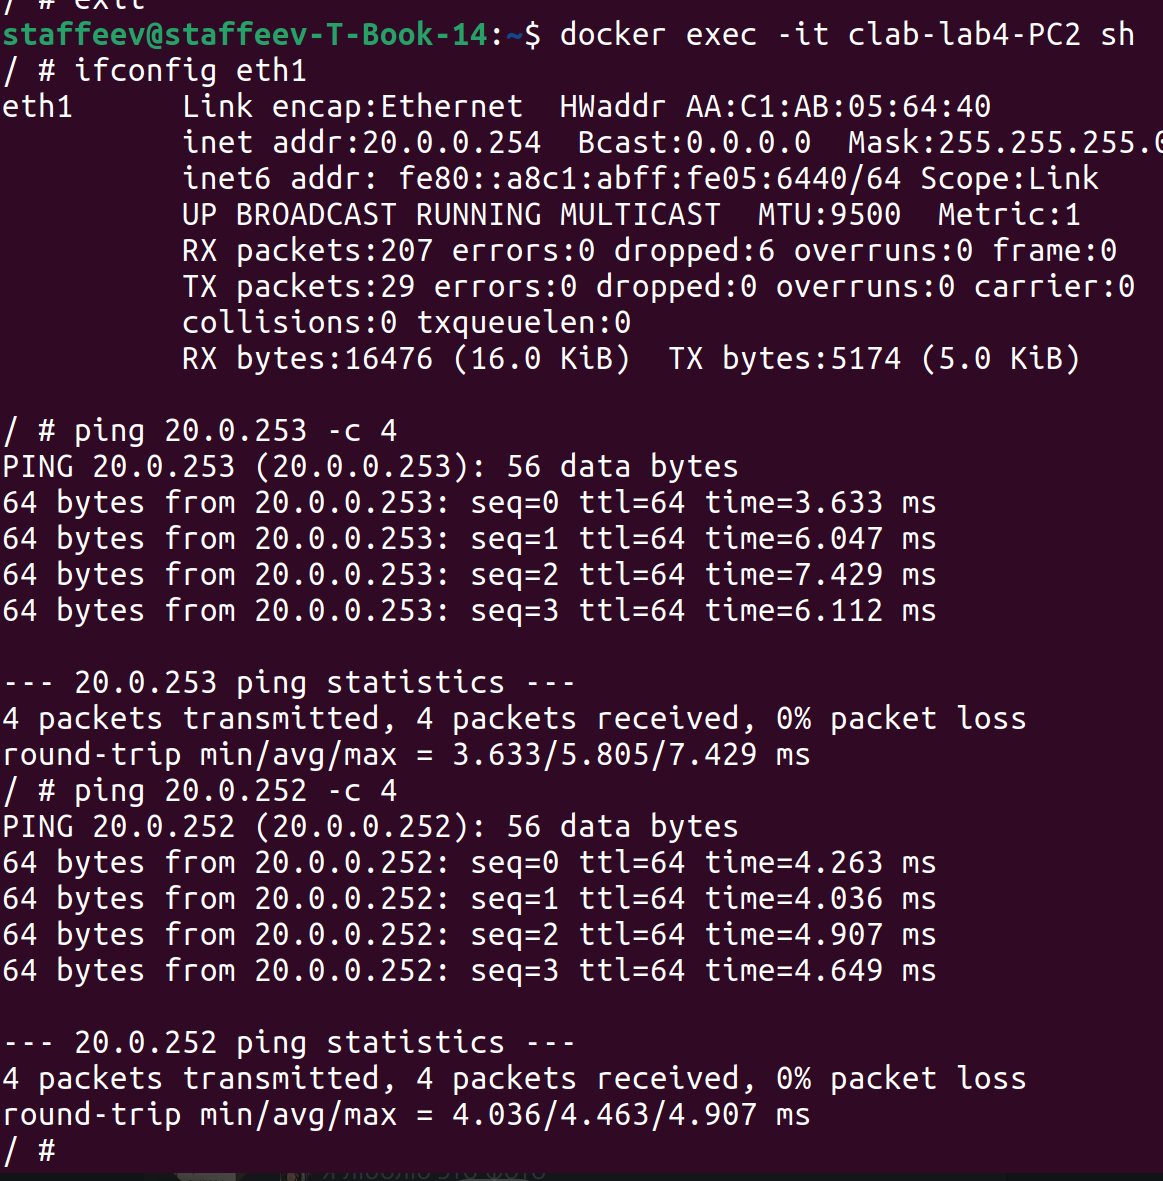 / # exit
staffeev@staffeev-T-Book-14:~$ docker exec -it clab-lab4-PC2 sh
/ # ifconfig eth1
eth1      Link encap:Ethernet  HWaddr AA:C1:AB:05:64:40
          inet addr:20.0.0.254  Bcast:0.0.0.0  Mask:255.255.255.0
          inet6 addr: fe80::a8c1:abff:fe05:6440/64 Scope:Link
          UP BROADCAST RUNNING MULTICAST  MTU:9500  Metric:1
          RX packets:207 errors:0 dropped:6 overruns:0 frame:0
          TX packets:29 errors:0 dropped:0 overruns:0 carrier:0
          collisions:0 txqueuelen:0
          RX bytes:16476 (16.0 KiB)  TX bytes:5174 (5.0 KiB)

/ # ping 20.0.253 -c 4
PING 20.0.253 (20.0.0.253): 56 data bytes
64 bytes from 20.0.0.253: seq=0 ttl=64 time=3.633 ms
64 bytes from 20.0.0.253: seq=1 ttl=64 time=6.047 ms
64 bytes from 20.0.0.253: seq=2 ttl=64 time=7.429 ms
64 bytes from 20.0.0.253: seq=3 ttl=64 time=6.112 ms

--- 20.0.253 ping statistics ---
4 packets transmitted, 4 packets received, 0% packet loss
round-trip min/avg/max = 3.633/5.805/7.429 ms
/ # ping 20.0.252 -c 4
PING 20.0.252 (20.0.0.252): 56 data bytes
64 bytes from 20.0.0.252: seq=0 ttl=64 time=4.263 ms
64 bytes from 20.0.0.252: seq=1 ttl=64 time=4.036 ms
64 bytes from 20.0.0.252: seq=2 ttl=64 time=4.907 ms
64 bytes from 20.0.0.252: seq=3 ttl=64 time=4.649 ms

--- 20.0.252 ping statistics ---
4 packets transmitted, 4 packets received, 0% packet loss
round-trip min/avg/max = 4.036/4.463/4.907 ms
/ #